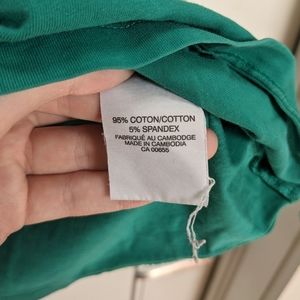 95% COTON/COTTON
5% SPANDEX
FABRIQUÉ AU CAMBODGE
MADE IN CAMBODIA
CA 00655